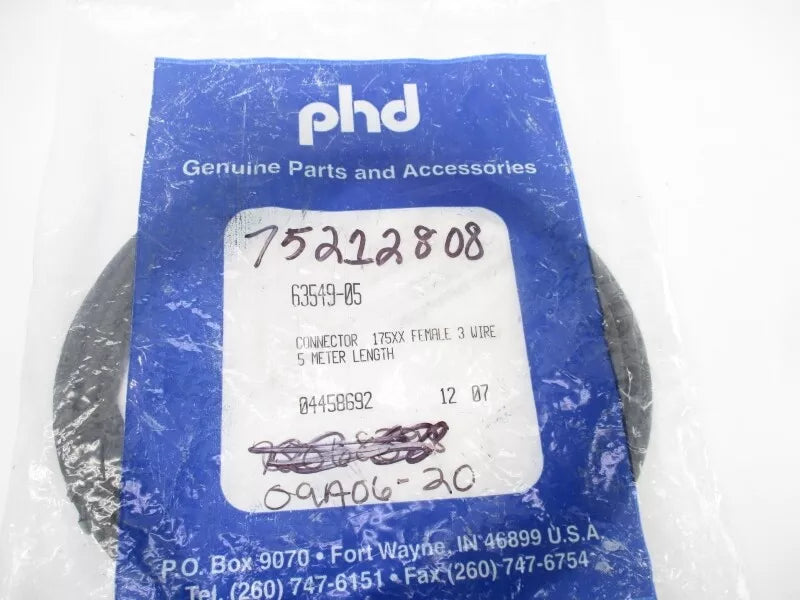 phd
Genuine Parts and Accessories
75212808
63549-05
CONNECTOR 175XX FEMALE 3 WIRE
5 METER LENGTH
04458692 12 07
09A06-20
P.O. Box 9070 • Fort Wayne, IN 46899 U.S.A.
Tel. (260) 747-6151 • Fax (260) 747-6754